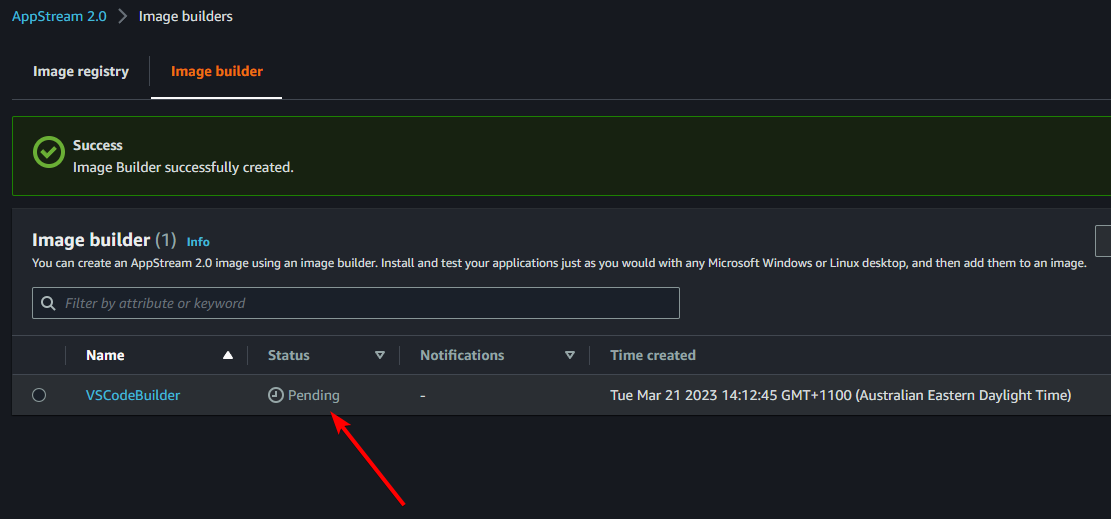 AppStream 2.0 Image builders
Image registry Image builder
Success
Image Builder successfully created.
Image builder (1) Info
You can create an AppStream 2.0 image using an image builder. Install and test your applications just as you would with any Microsoft Windows or Linux desktop, and then add them to an image.
Filter by attribute or keyword
Name Status Notifications Time created
VSCodeBuilder Pending - Tue Mar 21 2023 14:12:45 GMT+1100 (Australian Eastern Daylight Time)